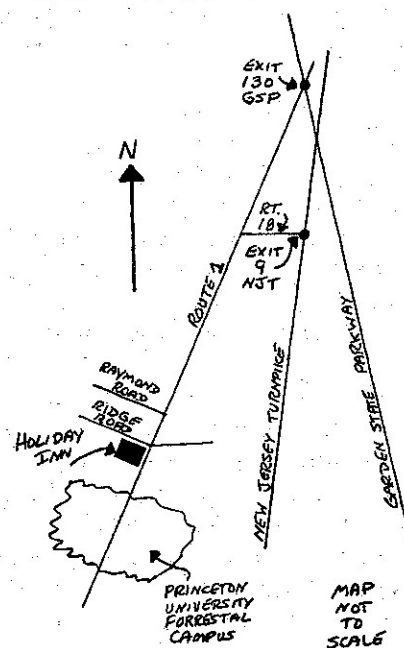 EXIT
130
GSP
N
RT.
18
EXIT
9
NJT
ROUTE 1
RAYMOND
ROAD
RIDGE
ROAD
HOLIDAY
INN
NEW JERSEY TURNPIKE
GARDEN STATE PARKWAY
PRINCETON
UNIVERSITY
FORRESTAL
CAMPUS
MAP
NOT
TO
SCALE